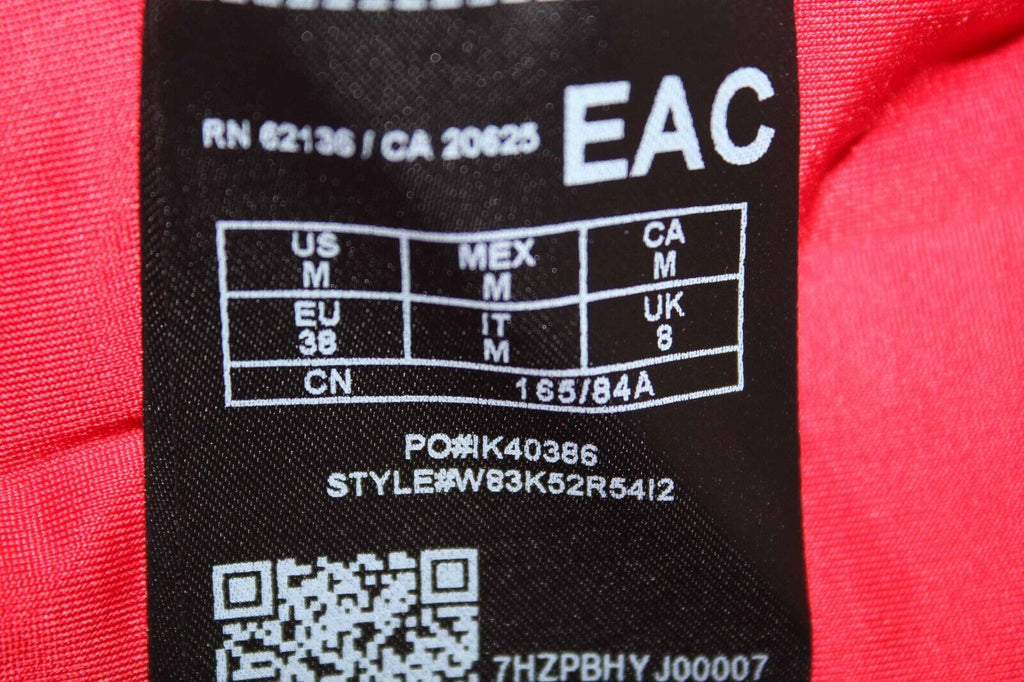 EAC
RN 62136 / CA 20625
US MEX CA
M M M
EU IT UK
38 M 8
CN 165/84A
PO#IK40386
STYLE#W83K52R54I2
7HZPBHYJ00007